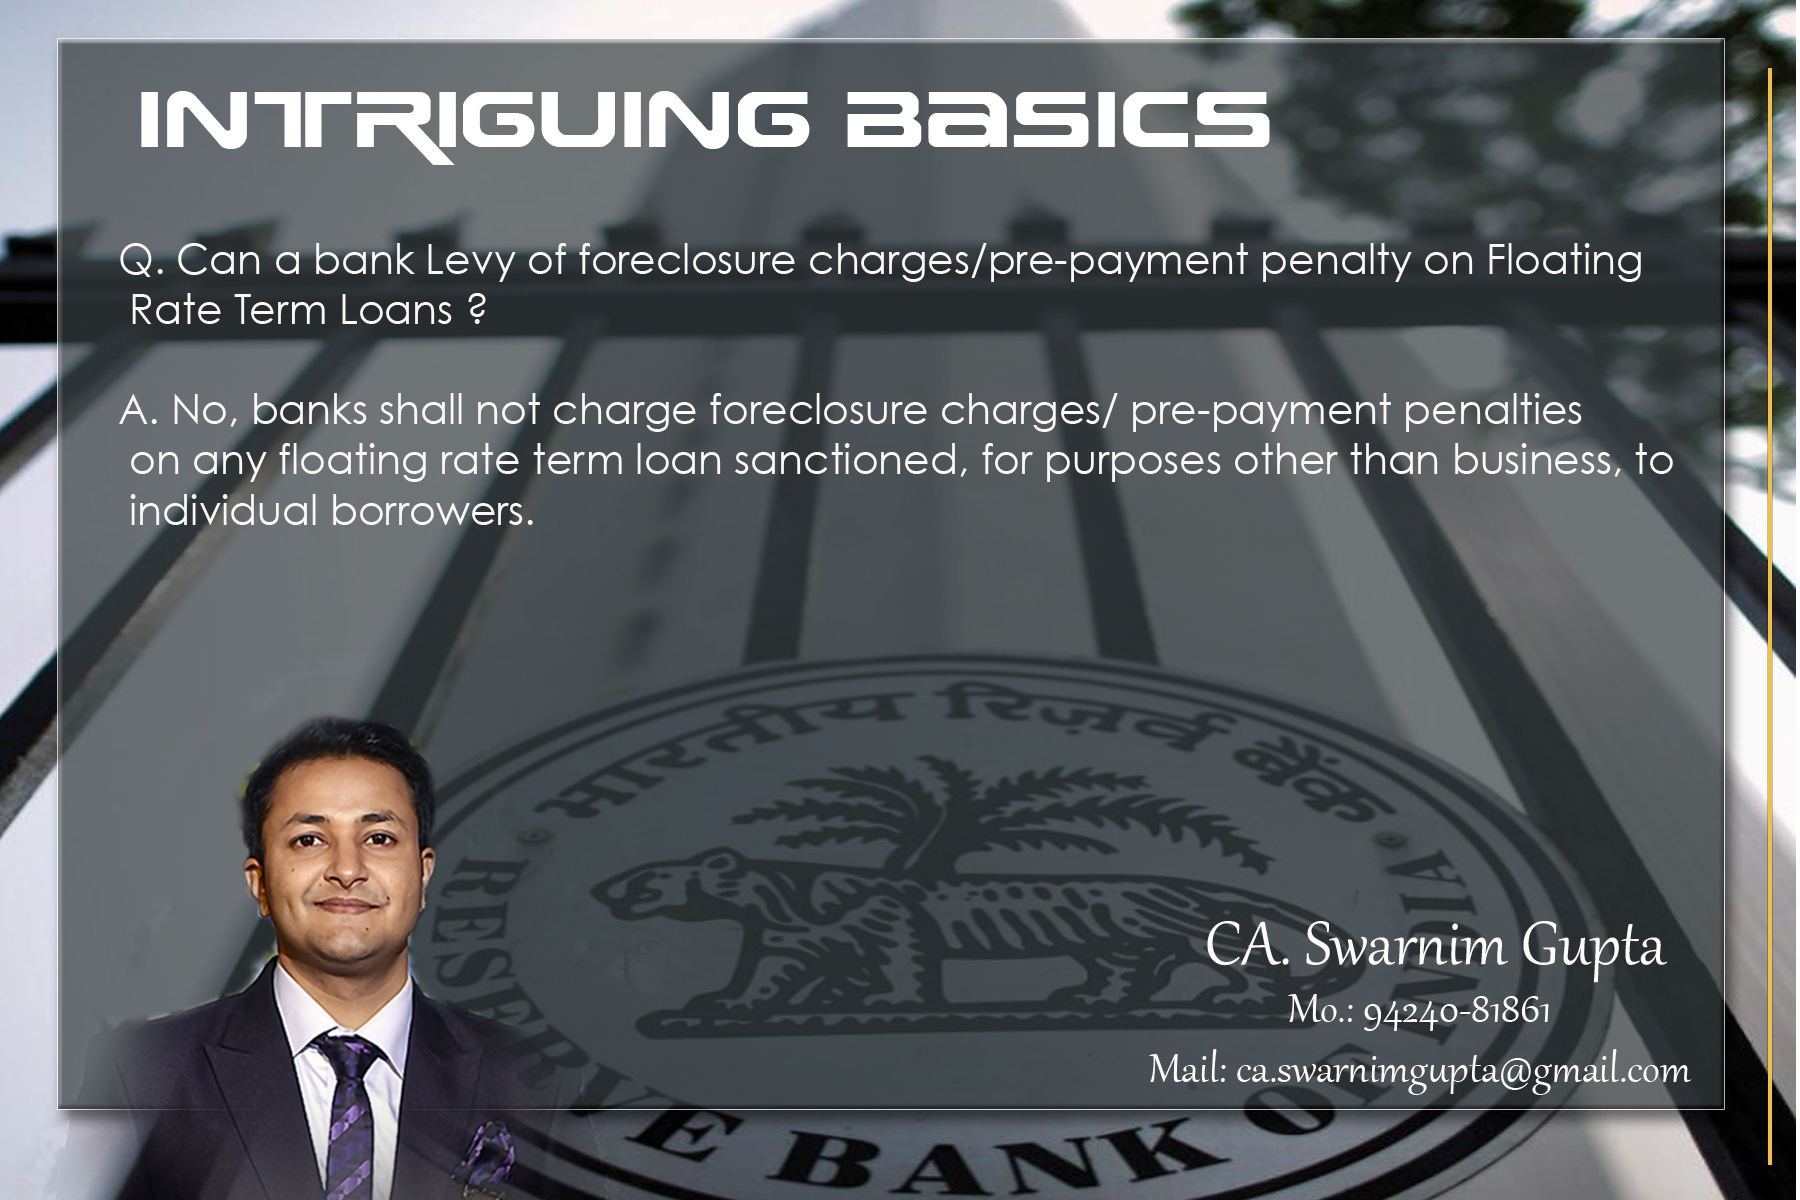 INTRIGUING BASICS
Q. Can a bank Levy of foreclosure charges/pre-payment penalty on Floating
Rate Term Loans ?
A. No, banks shall not charge foreclosure charges/ pre-payment penalties
on any floating rate term loan sanctioned, for purposes other than business, to
individual borrowers.
भारतीय रिज़र्व बैंक
RESERVE BANK OF INDIA
CA. Swarnim Gupta
Mo.: 94240-81861
Mail: ca.swarnimgupta@gmail.com